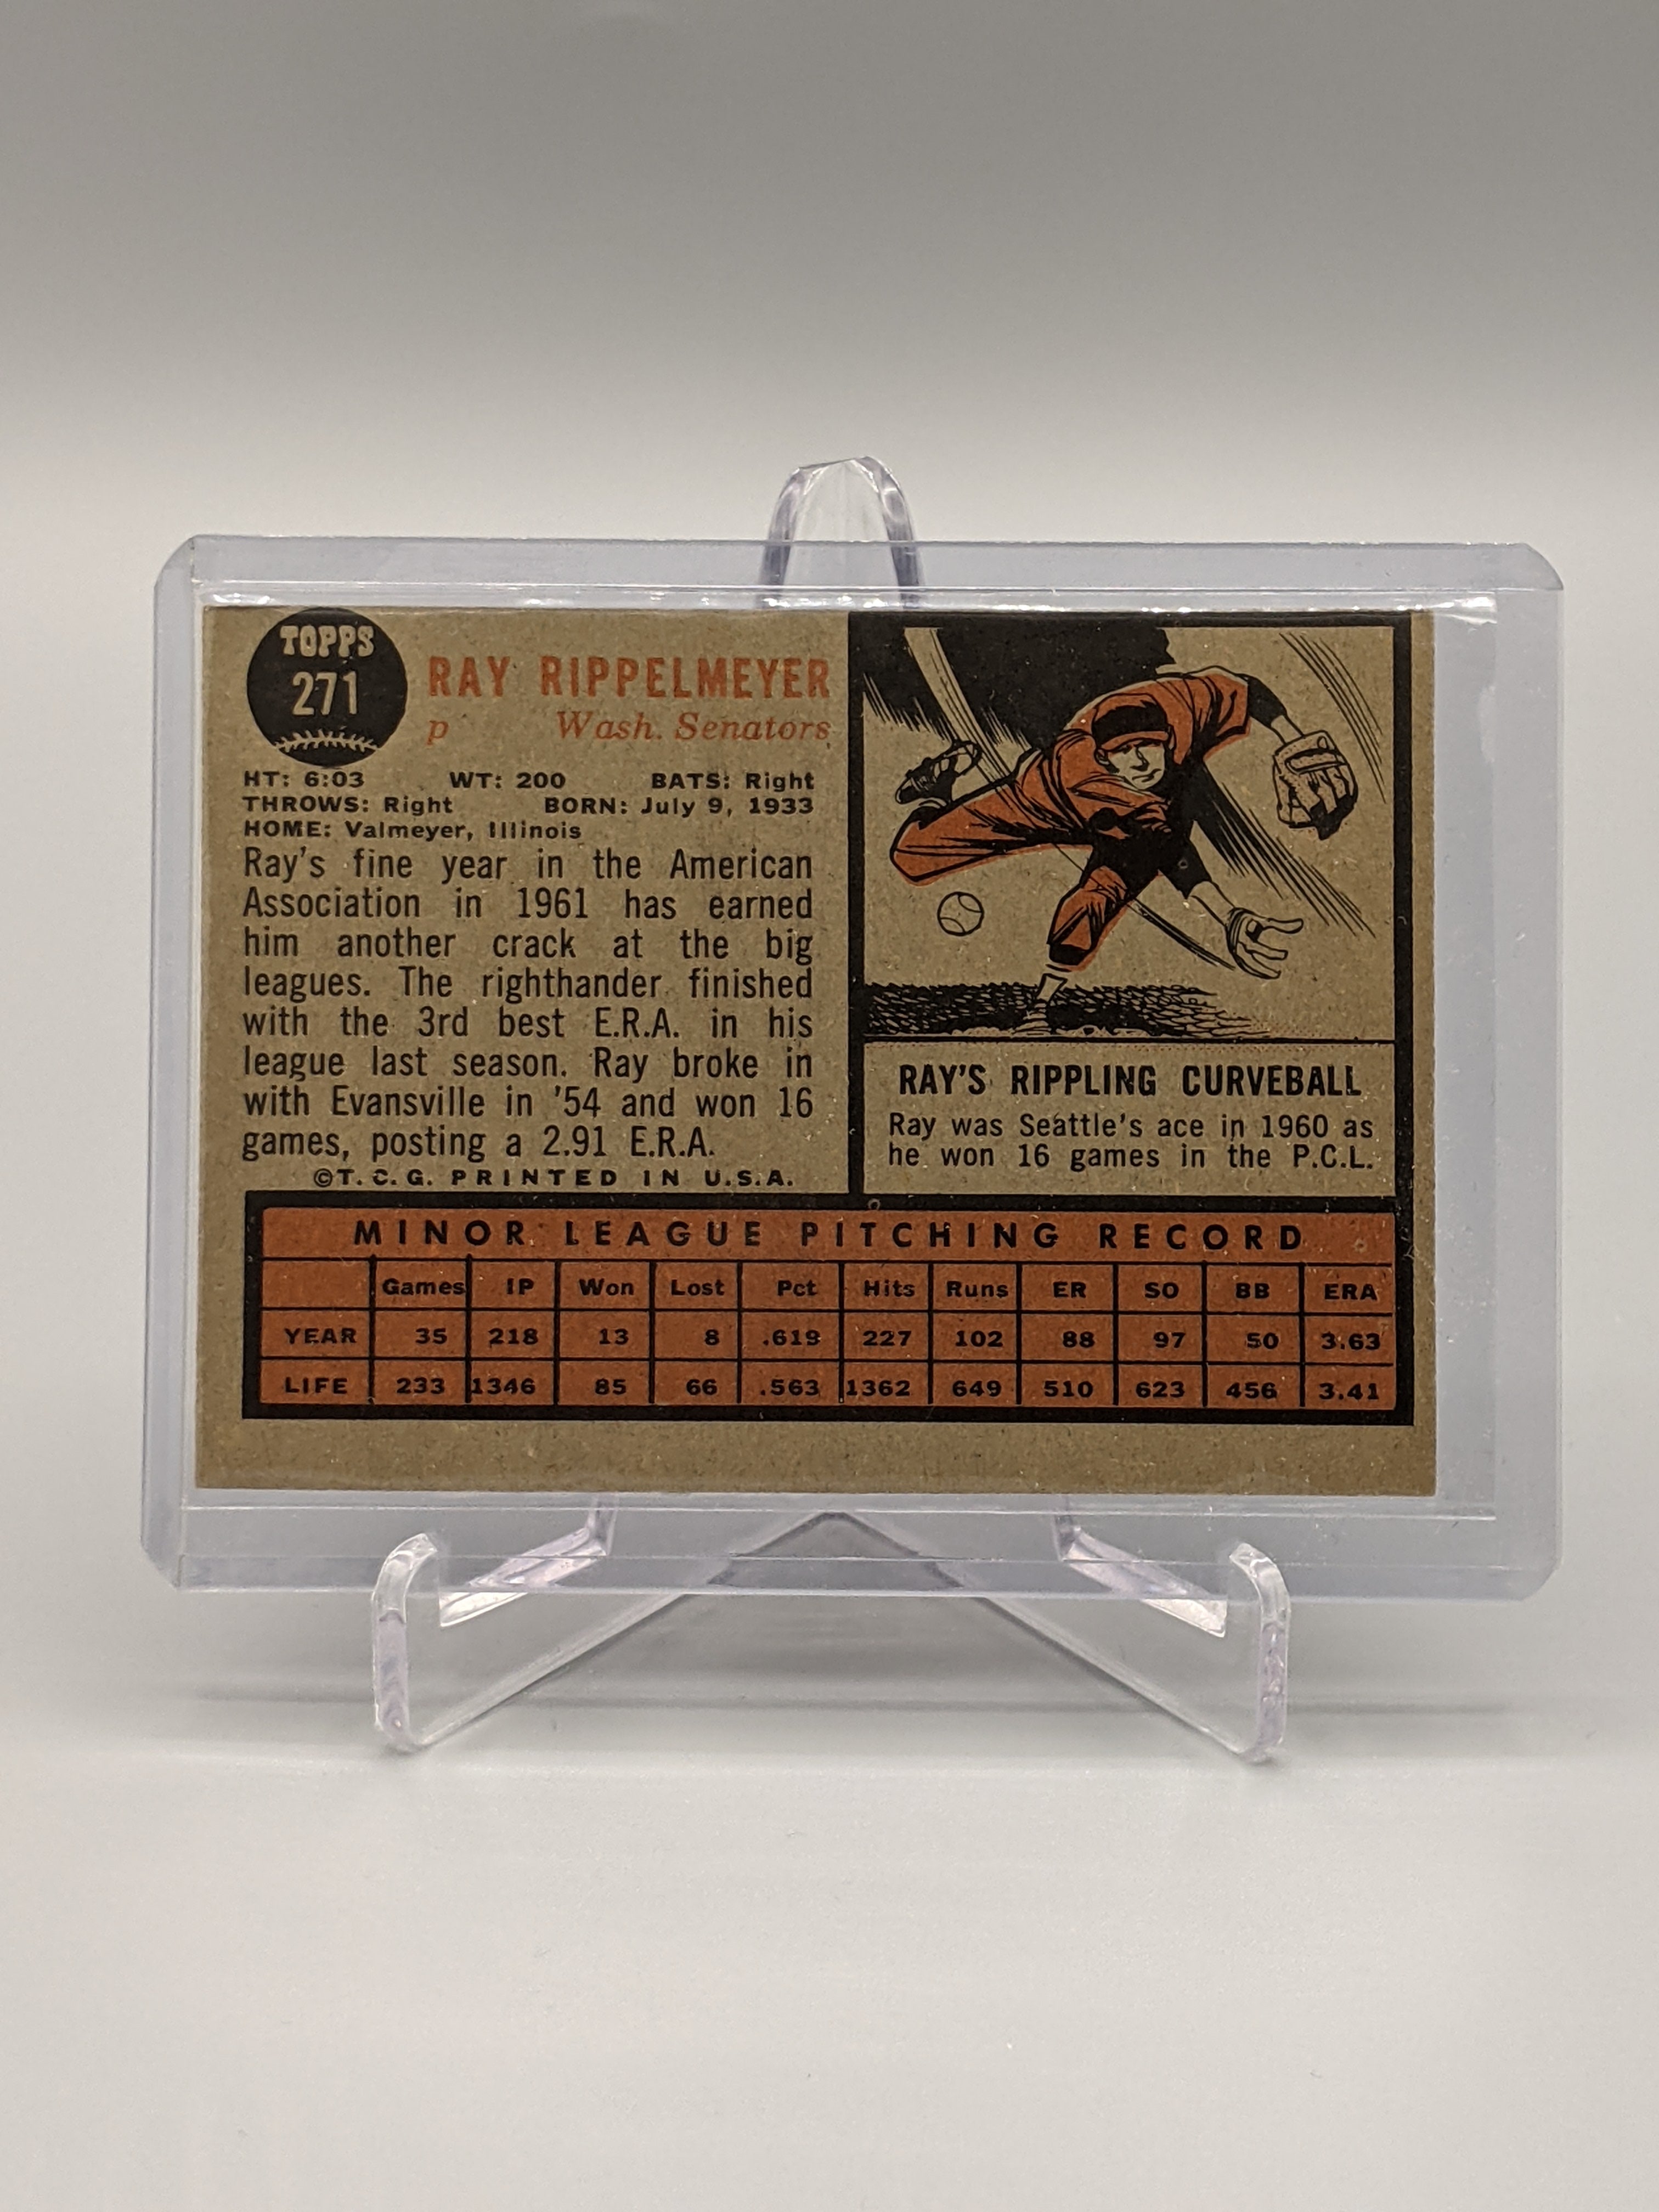 TOPPS
271
RAY RIPPELMEYER
p Wash. Senators
HT: 6:03 WT: 200 BATS: Right
THROWS: Right BORN: July 9, 1933
HOME: Valmeyer, Illinois
Ray's fine year in the American
Association in 1961 has earned
him another crack at the big
leagues. The righthander finished
with the 3rd best E.R.A. in his
league last season. Ray broke in
with Evansville in '54 and won 16
games, posting a 2.91 E.R.A.
©T.C.G. PRINTED IN U.S.A.
RAY'S RIPPLING CURVEBALL
Ray was Seattle's ace in 1960 as
he won 16 games in the P.C.L.
MINOR LEAGUE PITCHING RECORD
Games IP Won Lost Pct Hits Runs ER SO BB ERA
YEAR 35 218 13 8 .619 227 102 88 97 50 3.63
LIFE 233 1346 85 66 .563 1362 649 510 623 456 3.41